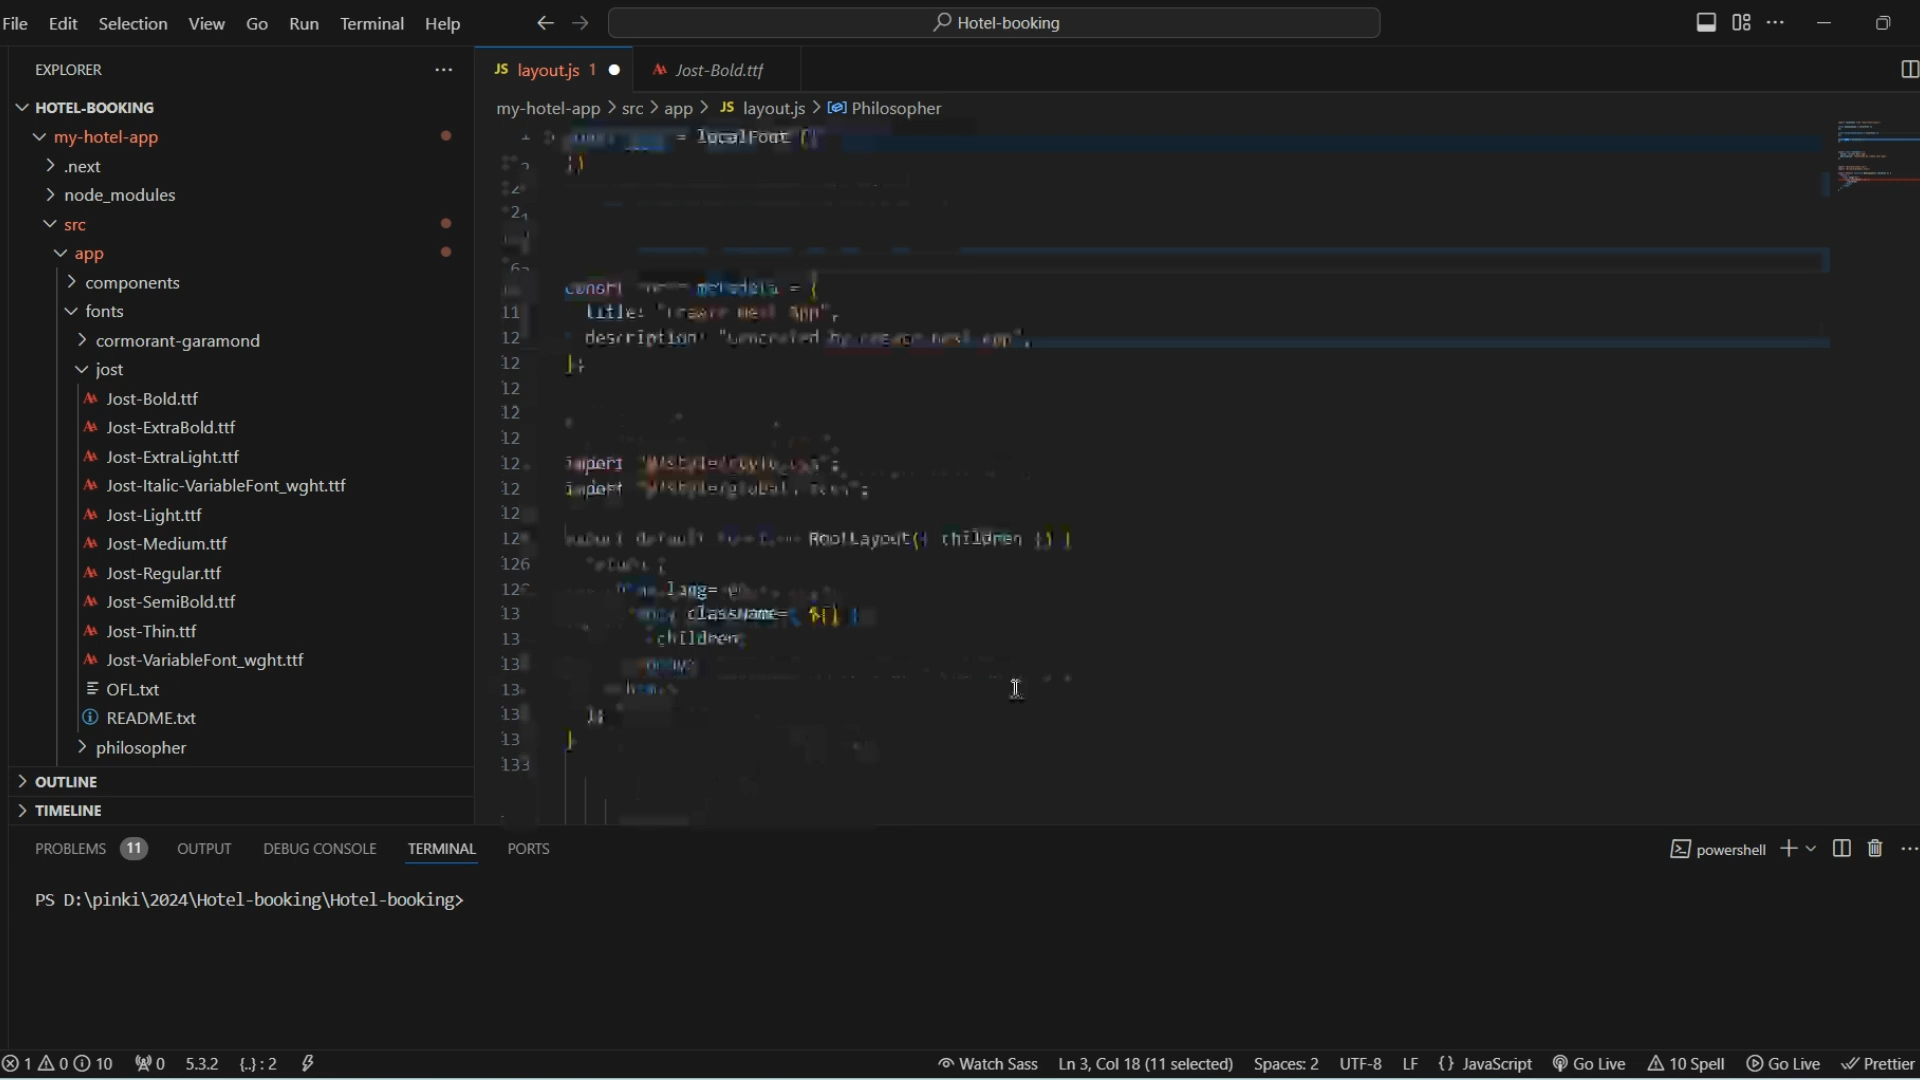 File Edit Selection View Go Run Terminal Help
Hotel-booking
EXPLORER
JS layout.js 1
Jost-Bold.ttf
HOTEL-BOOKING
my-hotel-app > src > app > JS layout.js > Philosopher
my-hotel-app
.next
node_modules
src
app
components
fonts
cormorant-garamond
jost
Jost-Bold.ttf
Jost-ExtraBold.ttf
Jost-ExtraLight.ttf
Jost-Italic-VariableFont_wght.ttf
Jost-Light.ttf
Jost-Medium.ttf
Jost-Regular.ttf
Jost-SemiBold.ttf
Jost-Thin.ttf
Jost-VariableFont_wght.ttf
OFL.txt
README.txt
philosopher
OUTLINE
TIMELINE
= localFont (
title:
description:
};
import
import
RootLayout({ children })
lang=
className=
children
}
PROBLEMS 11 OUTPUT DEBUG CONSOLE TERMINAL PORTS
powershell
PS D:\pinki\2024\Hotel-booking\Hotel-booking>
1 0 10 0 5.3.2 {..} : 2
Watch Sass Ln 3, Col 18 (11 selected) Spaces: 2 UTF-8 LF {} JavaScript Go Live 10 Spell Go Live Prettier